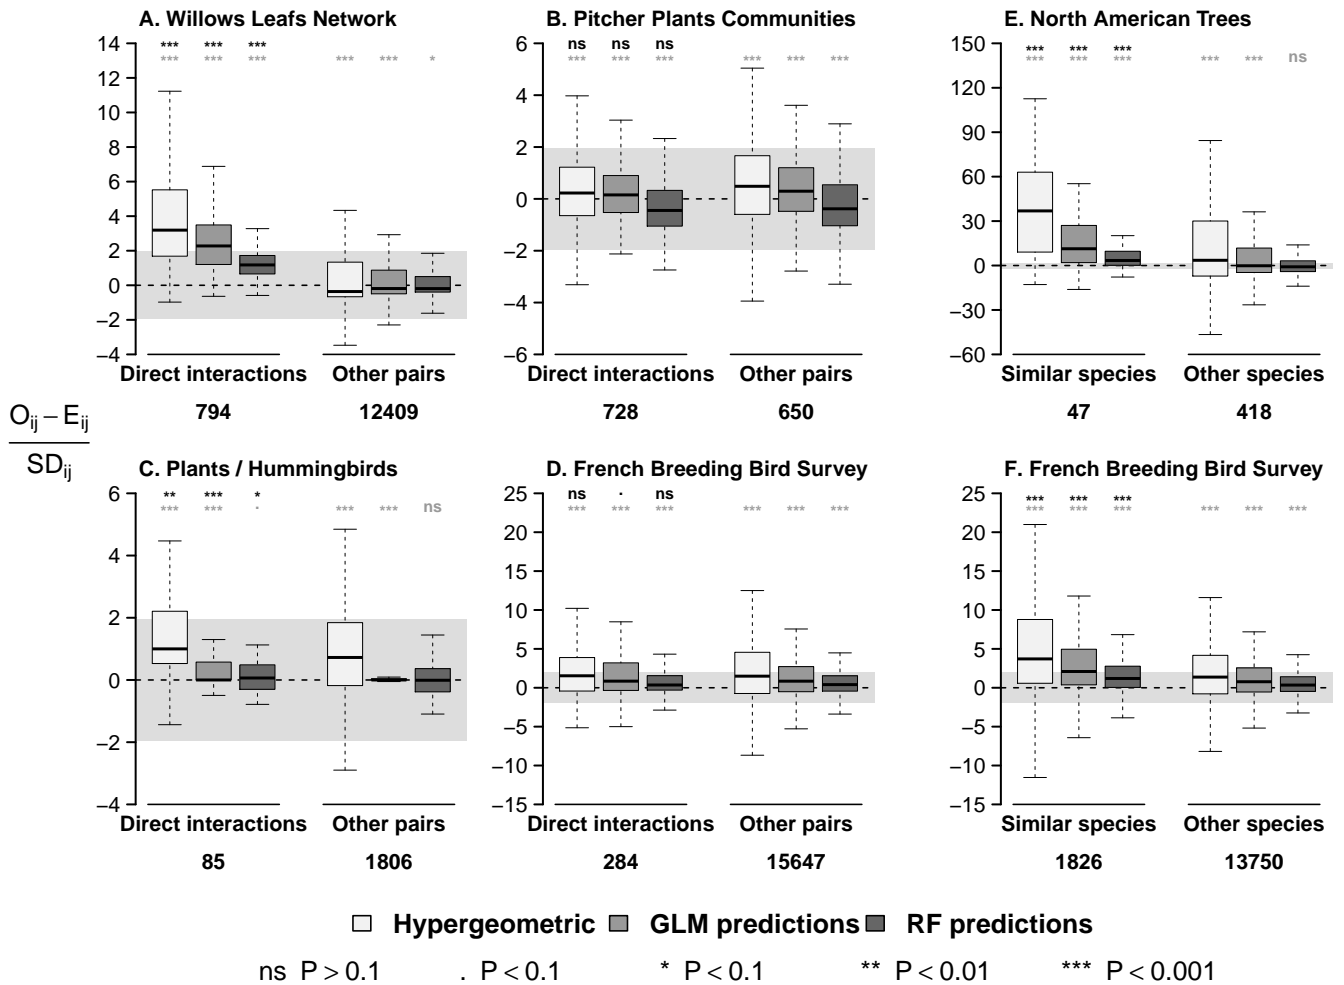 A. Willows Leafs Network
14
12
10
8
6
4
2
0
−2
−4
*** *** ***
*** *** *** *** *** *
Direct interactions Other pairs
794 12409
B. Pitcher Plants Communities
6
4
2
0
−2
−4
−6
ns ns ns
*** *** *** *** *** ***
Direct interactions Other pairs
728 650
E. North American Trees
150
120
90
60
30
0
−30
−60
*** *** ***
*** *** *** *** *** ns
Similar species Other species
47 418
Oij − Eij
SDij
C. Plants / Hummingbirds
6
4
2
0
−2
−4
** *** *
*** *** . *** *** ns
Direct interactions Other pairs
85 1806
D. French Breeding Bird Survey
25
20
15
10
5
0
−5
−10
−15
ns . ns
*** *** *** *** *** ***
Direct interactions Other pairs
284 15647
F. French Breeding Bird Survey
25
20
15
10
5
0
−5
−10
−15
*** *** ***
*** *** *** *** *** ***
Similar species Other species
1826 13750
Hypergeometric GLM predictions RF predictions
ns P > 0.1 . P < 0.1 * P < 0.1 ** P < 0.01 *** P < 0.001